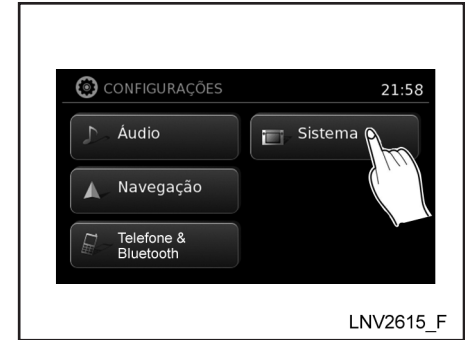 CONFIGURAÇÕES 21:58
Áudio
Sistema
Navegação
Telefone &
Bluetooth
LNV2615_F